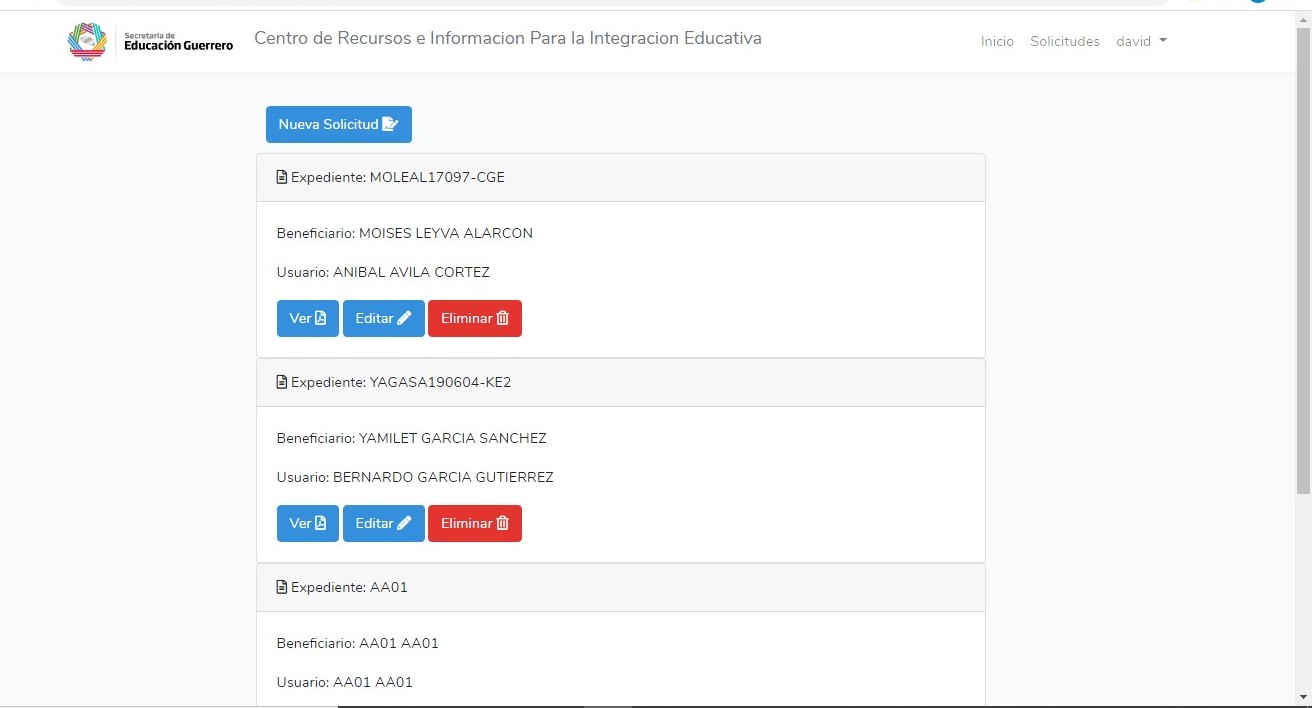 Secretaría de
Educación Guerrero
Centro de Recursos e Informacion Para la Integracion Educativa
Inicio Solicitudes david
Nueva Solicitud
Expediente: MOLEAL17097-CGE
Beneficiario: MOISES LEYVA ALARCON
Usuario: ANIBAL AVILA CORTEZ
Ver Editar Eliminar
Expediente: YAGASA190604-KE2
Beneficiario: YAMILET GARCIA SANCHEZ
Usuario: BERNARDO GARCIA GUTIERREZ
Ver Editar Eliminar
Expediente: AA01
Beneficiario: AA01 AA01
Usuario: AA01 AA01